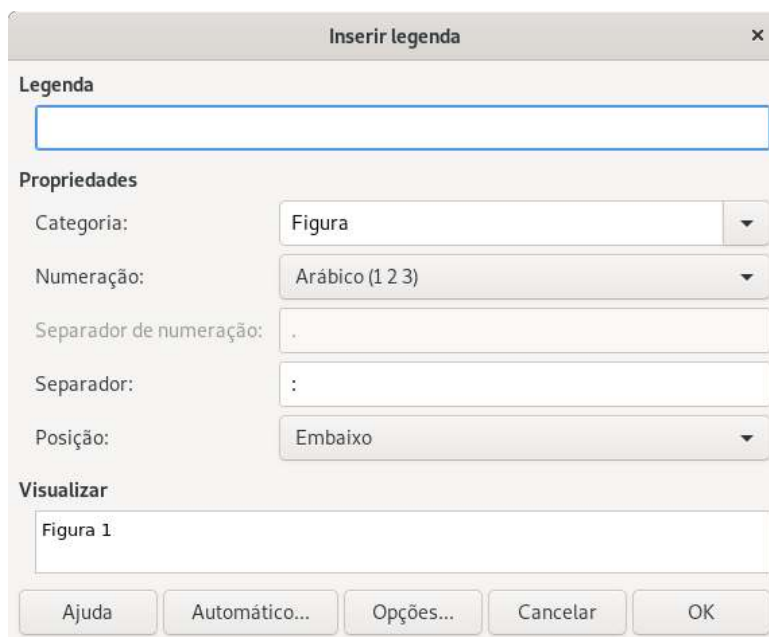 Inserir legenda ×
Legenda
Propriedades
Categoria: Figura
Numeração: Arábico (1 2 3)
Separador de numeração: .
Separador: :
Posição: Embaixo
Visualizar
Figura 1
Ajuda Automático... Opções... Cancelar OK